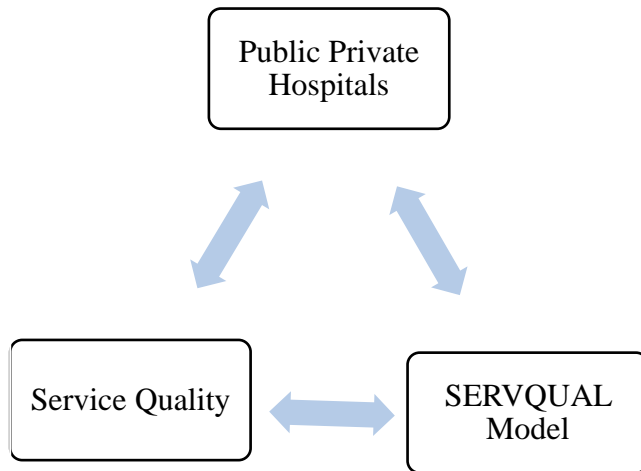 Public Private
Hospitals
Service Quality
SERVQUAL
Model